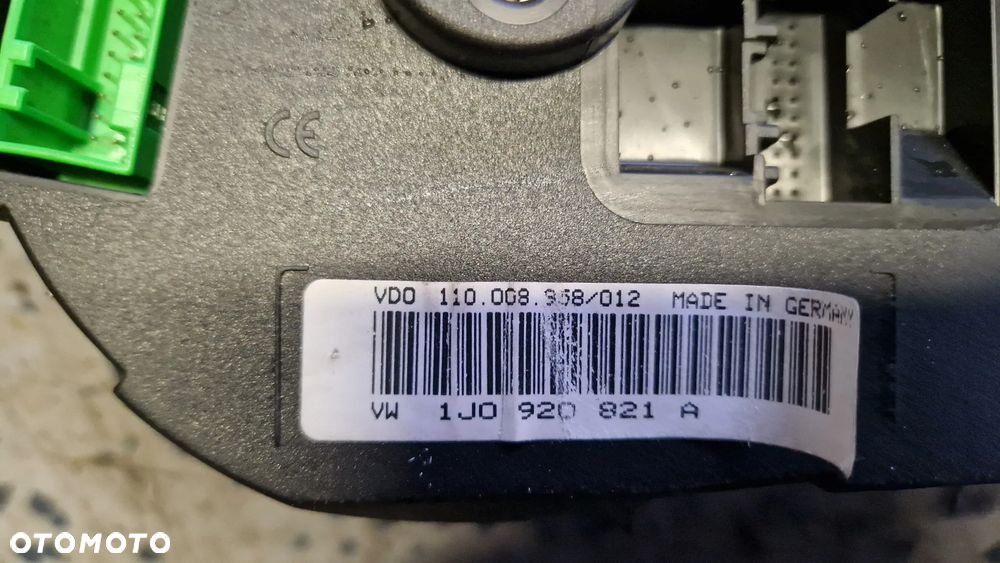 CE
VDO 110.008.968/012 MADE IN GERMANY
VW 1J0 920 821 A
OTOMOTO